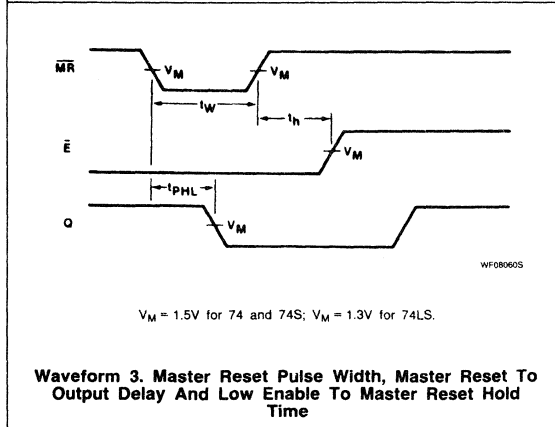 M̅R̅
V_M
V_M
t_W
t_h
E̅
V_M
t_PHL
Q
V_M
WF08060S
V_M = 1.5V for 74 and 74S; V_M = 1.3V for 74LS.
Waveform 3. Master Reset Pulse Width, Master Reset To
Output Delay And Low Enable To Master Reset Hold
Time